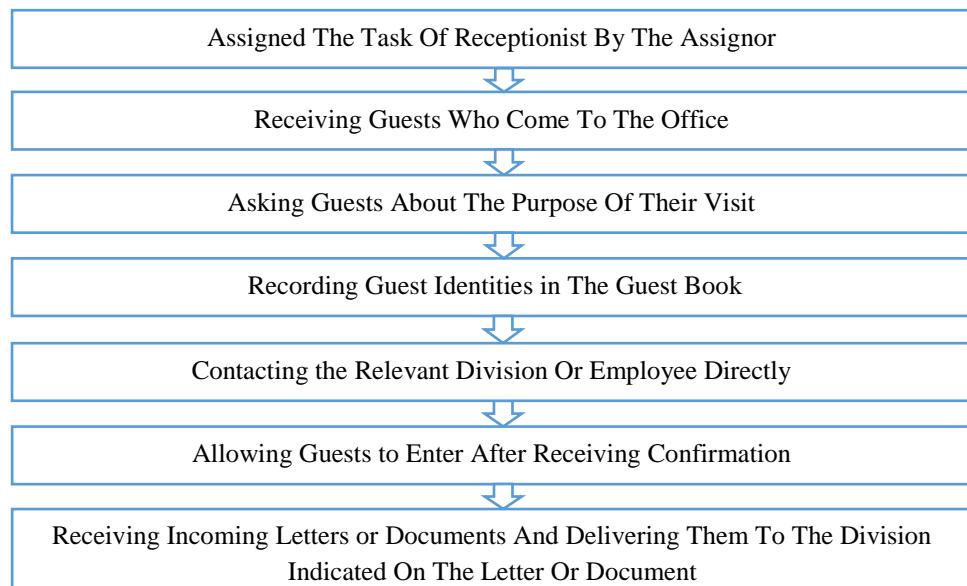 Assigned The Task Of Receptionist By The Assignor
Receiving Guests Who Come To The Office
Asking Guests About The Purpose Of Their Visit
Recording Guest Identities in The Guest Book
Contacting the Relevant Division Or Employee Directly
Allowing Guests to Enter After Receiving Confirmation
Receiving Incoming Letters or Documents And Delivering Them To The Division
Indicated On The Letter Or Document